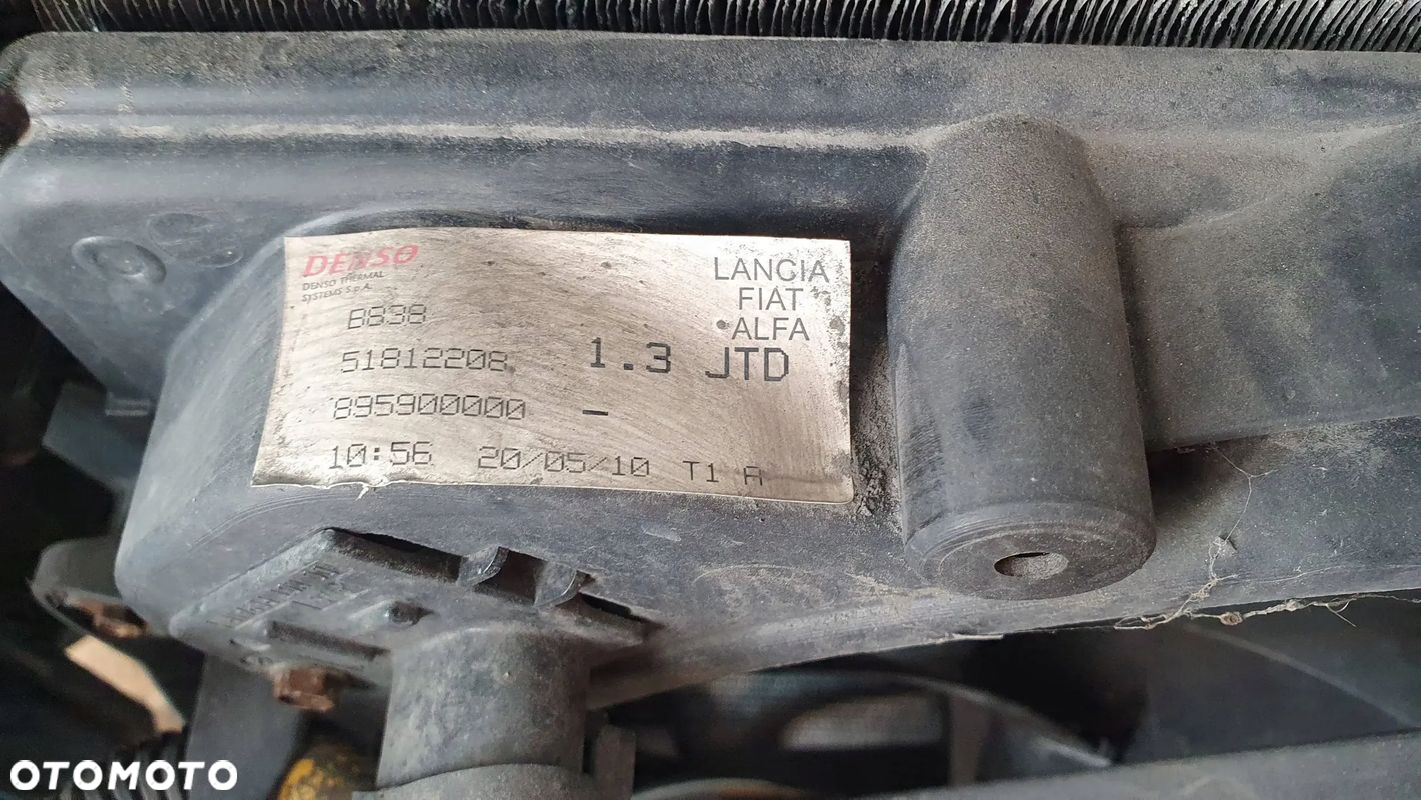 DENSO
DENSO THERMAL
SYSTEMS S.p.A.
LANCIA
FIAT
ALFA
8838
51812208
1.3 JTD
895900000 -
10:56 20/05/10 T1 A
OTOMOTO